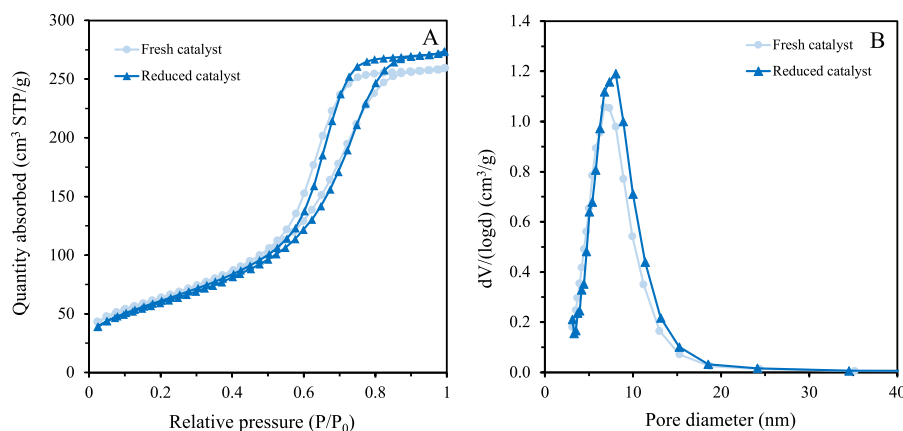 A
Fresh catalyst
Reduced catalyst
Quantity absorbed (cm³ STP/g)
300
250
200
150
100
50
0
0
0.2
0.4
0.6
0.8
1
Relative pressure (P/P₀)
B
Fresh catalyst
Reduced catalyst
dV/(logd) (cm³/g)
1.4
1.2
1.0
0.8
0.6
0.4
0.2
0.0
0
10
20
30
40
Pore diameter (nm)